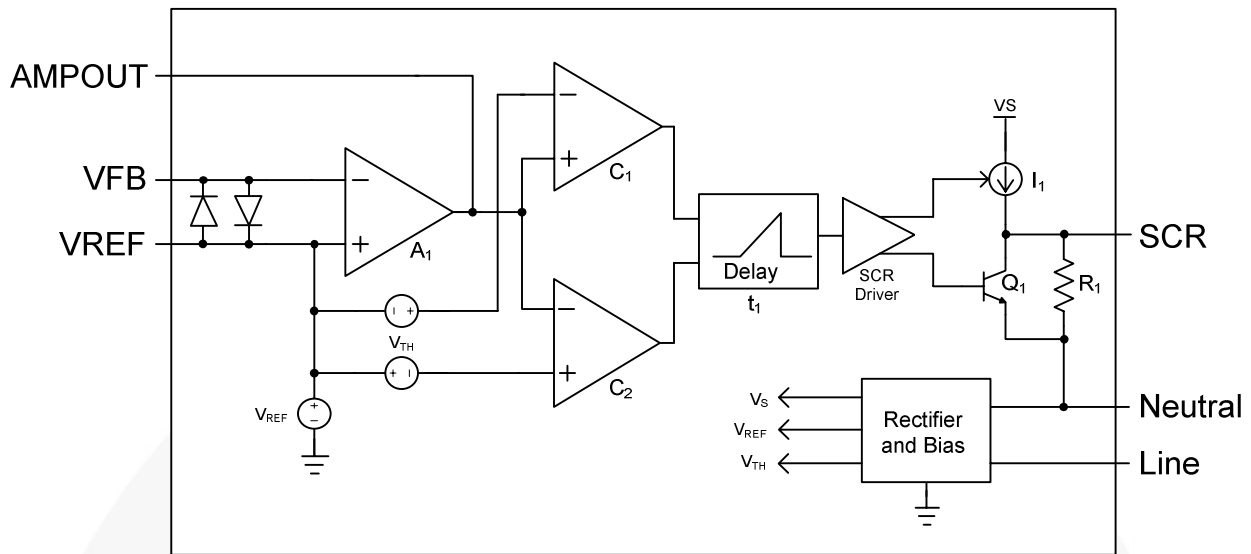 AMPOUT
VFB
VREF
−
+
A1
−
+
C1
−
+
C2
− +
VTH
+ −
VREF
+
−
Delay
t1
SCR
Driver
VS
I1
Q1
R1
SCR
Neutral
Line
VS
VREF
VTH
Rectifier
and Bias